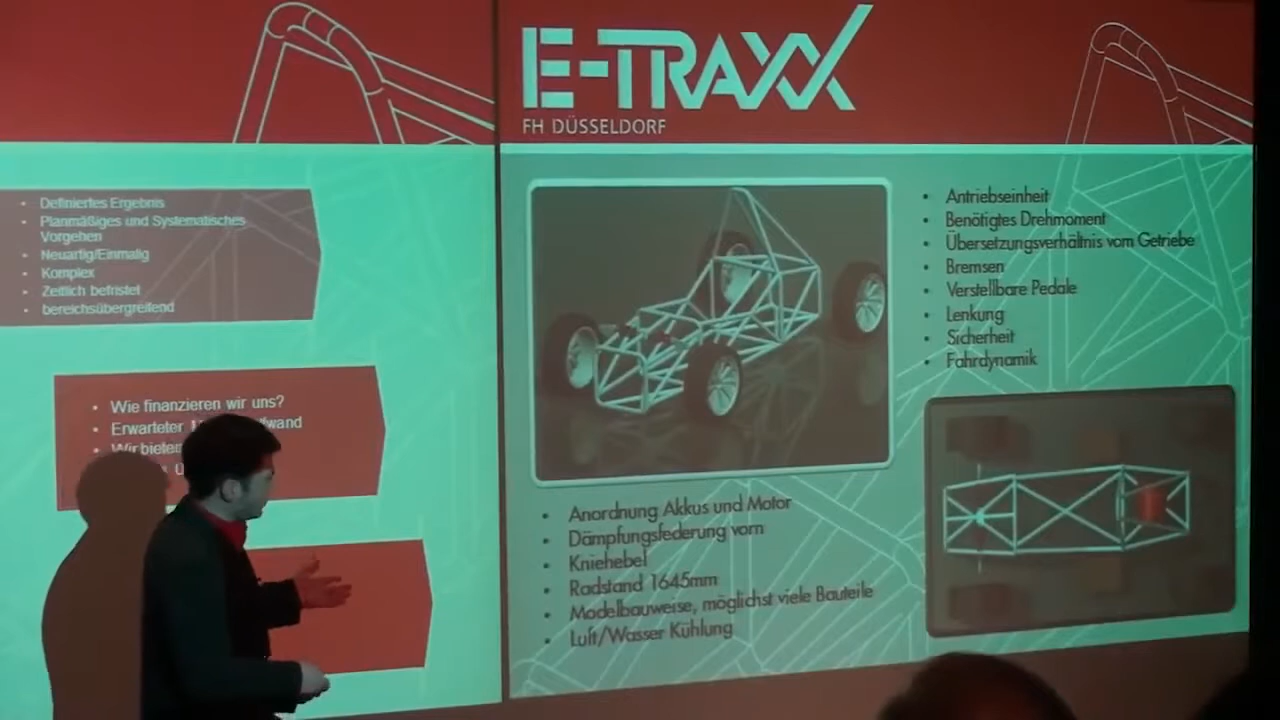 Definiertes Ergebnis
Planmäßiges und Systematisches
Vorgehen
Neuartig/Einmalig
Komplex
Zeitlich befristet
bereichsübergreifend
Wie finanzieren wir uns?
Erwarteter
Wir bieten
E-TRAXX
FH DÜSSELDORF
Antriebseinheit
Benötigtes Drehmoment
Übersetzungsverhältnis vom Getriebe
Bremsen
Verstellbare Pedale
Lenkung
Sicherheit
Fahrdynamik
Anordnung Akkus und Motor
Dämpfungsfederung vorn
Kniehebel
Radstand 1645mm
Modelbauweise, möglichst viele Bauteile
Luft/Wasser Kühlung